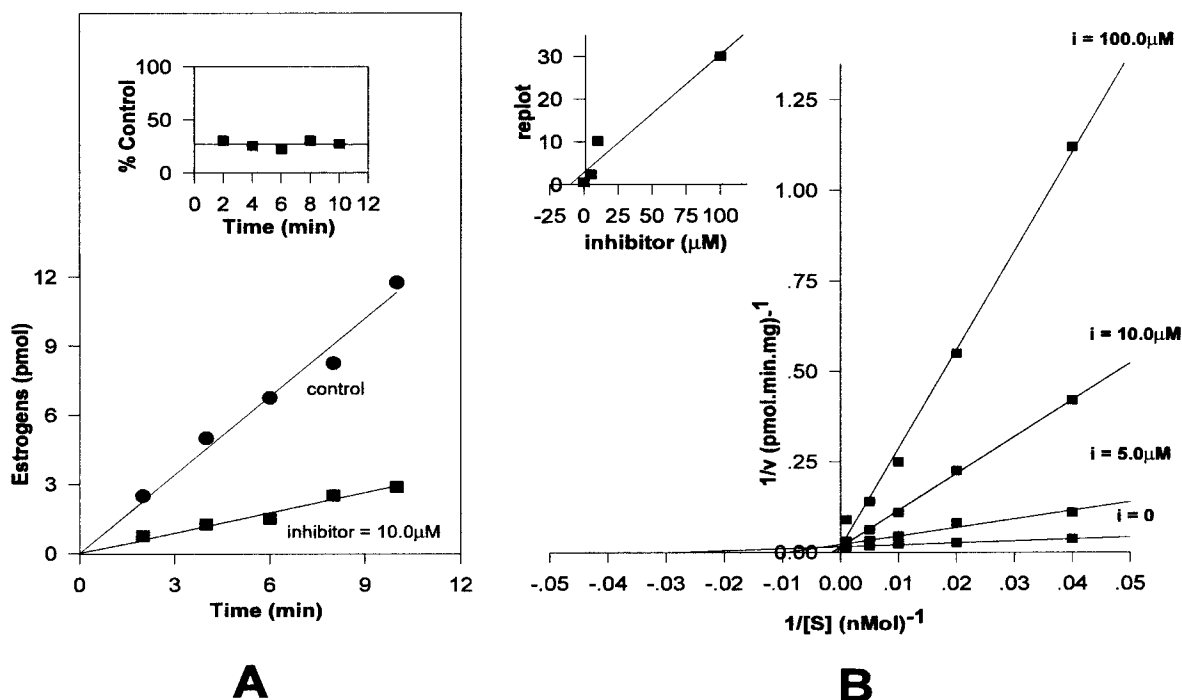 100
50
0
% Control
0 2 4 6 8 10 12
Time (min)
12
9
6
3
0
Estrogens (pmol)
control
inhibitor = 10.0μM
0 3 6 9 12
Time (min)
A
30
20
10
0
replot
-25 0 25 50 75 100
inhibitor (μM)
i = 100.0μM
1.25
1.00
.75
.50
.25
0.00
1/v (pmol.min.mg)-1
i = 10.0μM
i = 5.0μM
i = 0
-.05 -.04 -.03 -.02 -.01 0.00 .01 .02 .03 .04 .05
1/[S] (nMol)-1
B